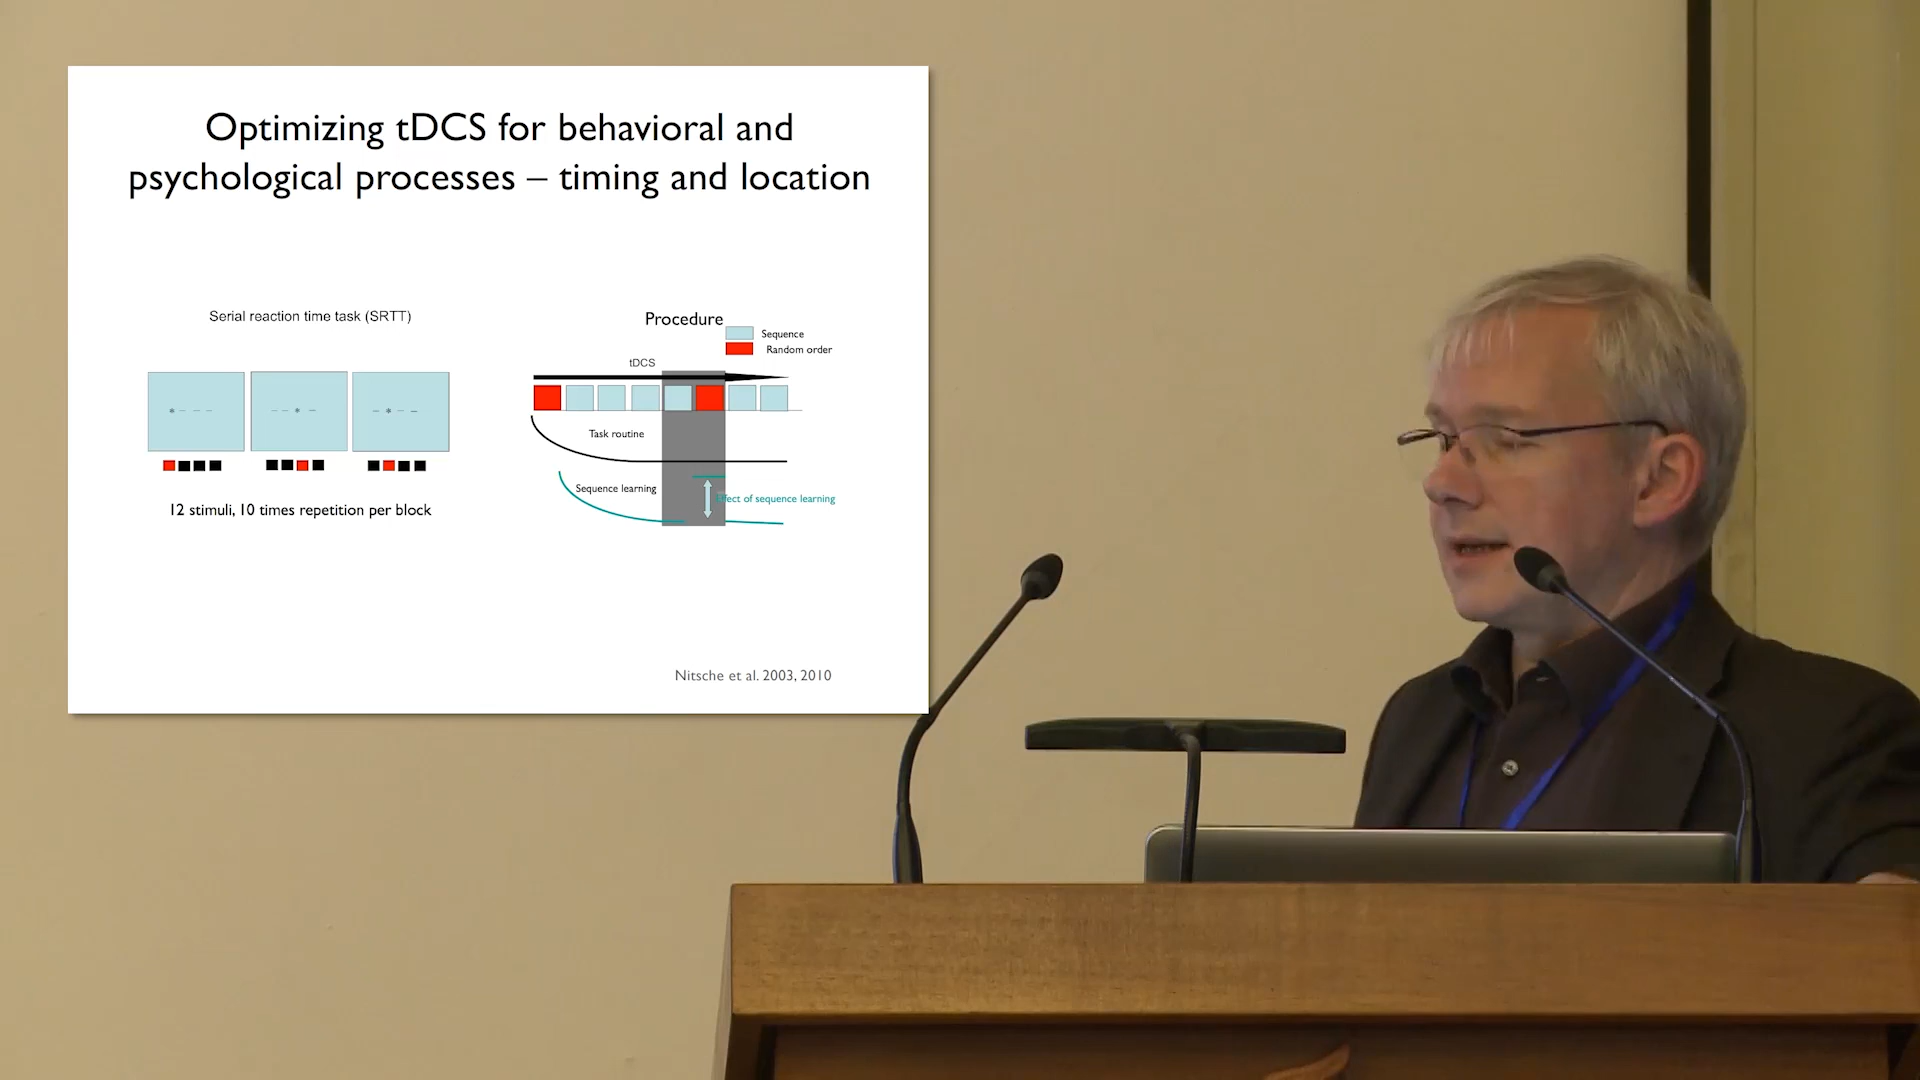 Optimizing tDCS for behavioral and
psychological processes – timing and location
Serial reaction time task (SRTT)
12 stimuli, 10 times repetition per block
Procedure
Sequence
Random order
tDCS
Task routine
Sequence learning
Effect of sequence learning
Nitsche et al. 2003, 2010